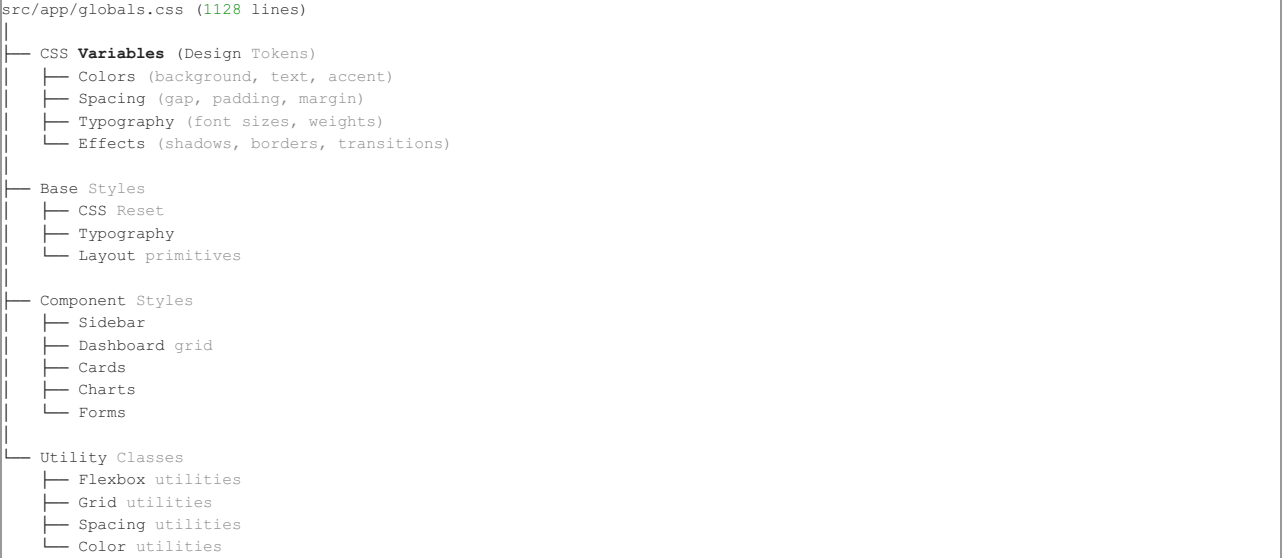 src/app/globals.css (1128 lines)
│
├── CSS Variables (Design Tokens)
│   ├── Colors (background, text, accent)
│   ├── Spacing (gap, padding, margin)
│   ├── Typography (font sizes, weights)
│   └── Effects (shadows, borders, transitions)
│
├── Base Styles
│   ├── CSS Reset
│   ├── Typography
│   └── Layout primitives
│
├── Component Styles
│   ├── Sidebar
│   ├── Dashboard grid
│   ├── Cards
│   ├── Charts
│   └── Forms
│
└── Utility Classes
    ├── Flexbox utilities
    ├── Grid utilities
    ├── Spacing utilities
    └── Color utilities